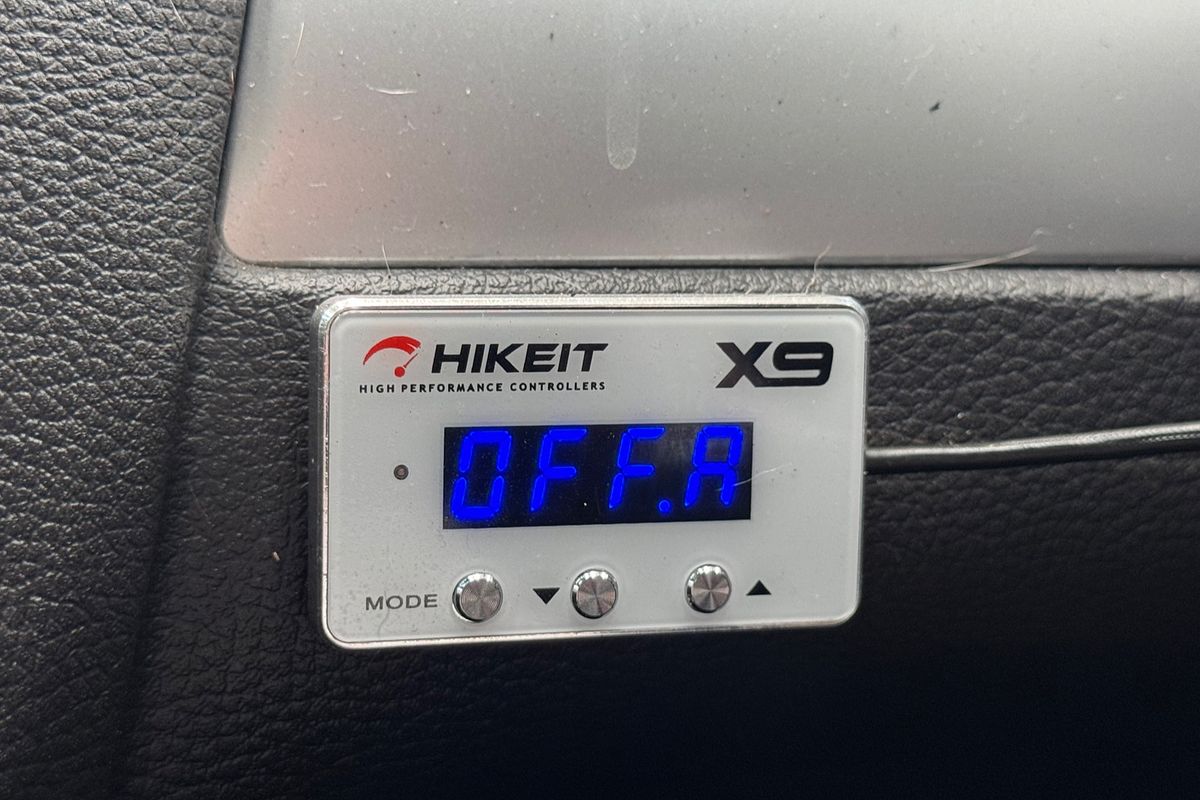 HIKEIT X9
HIGH PERFORMANCE CONTROLLERS
OFF.A
MODE ▼ ▲